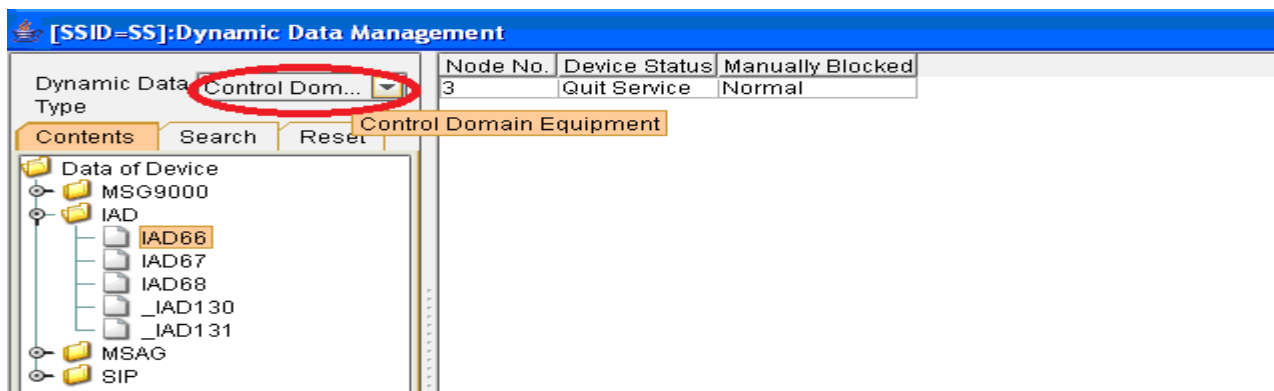 [SSID=SS]:Dynamic Data Management
Dynamic Data Type
Control Dom...
Control Domain Equipment
Contents Search Reset
Data of Device
MSG9000
IAD
IAD66
IAD67
IAD68
_IAD130
_IAD131
MSAG
SIP
Node No. Device Status Manually Blocked
3 Quit Service Normal